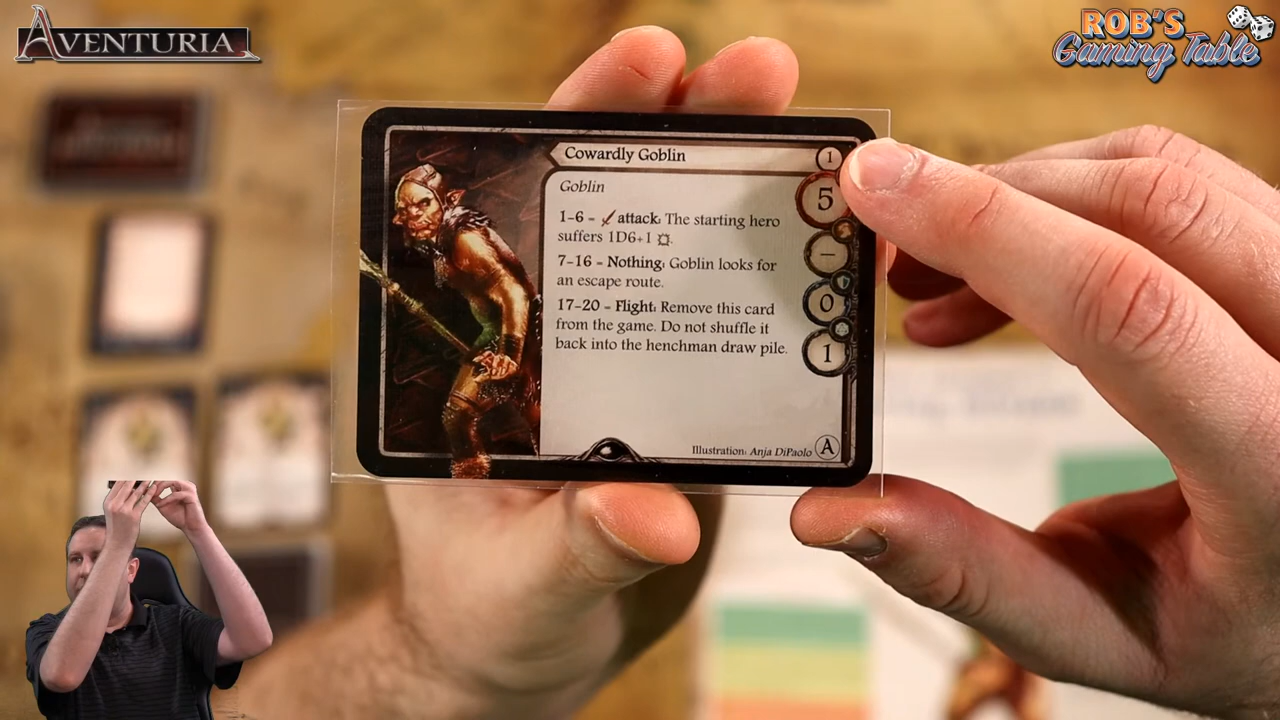 AVENTURIA
ROB'S
Gaming Table
Cowardly Goblin
1
Goblin
5
1-6 - attack: The starting hero
suffers 1D6+1 .
7-16 - Nothing: Goblin looks for
an escape route.
17-20 - Flight: Remove this card
from the game. Do not shuffle it
back into the henchman draw pile.
–
0
1
Illustration: Anja DiPaolo
A